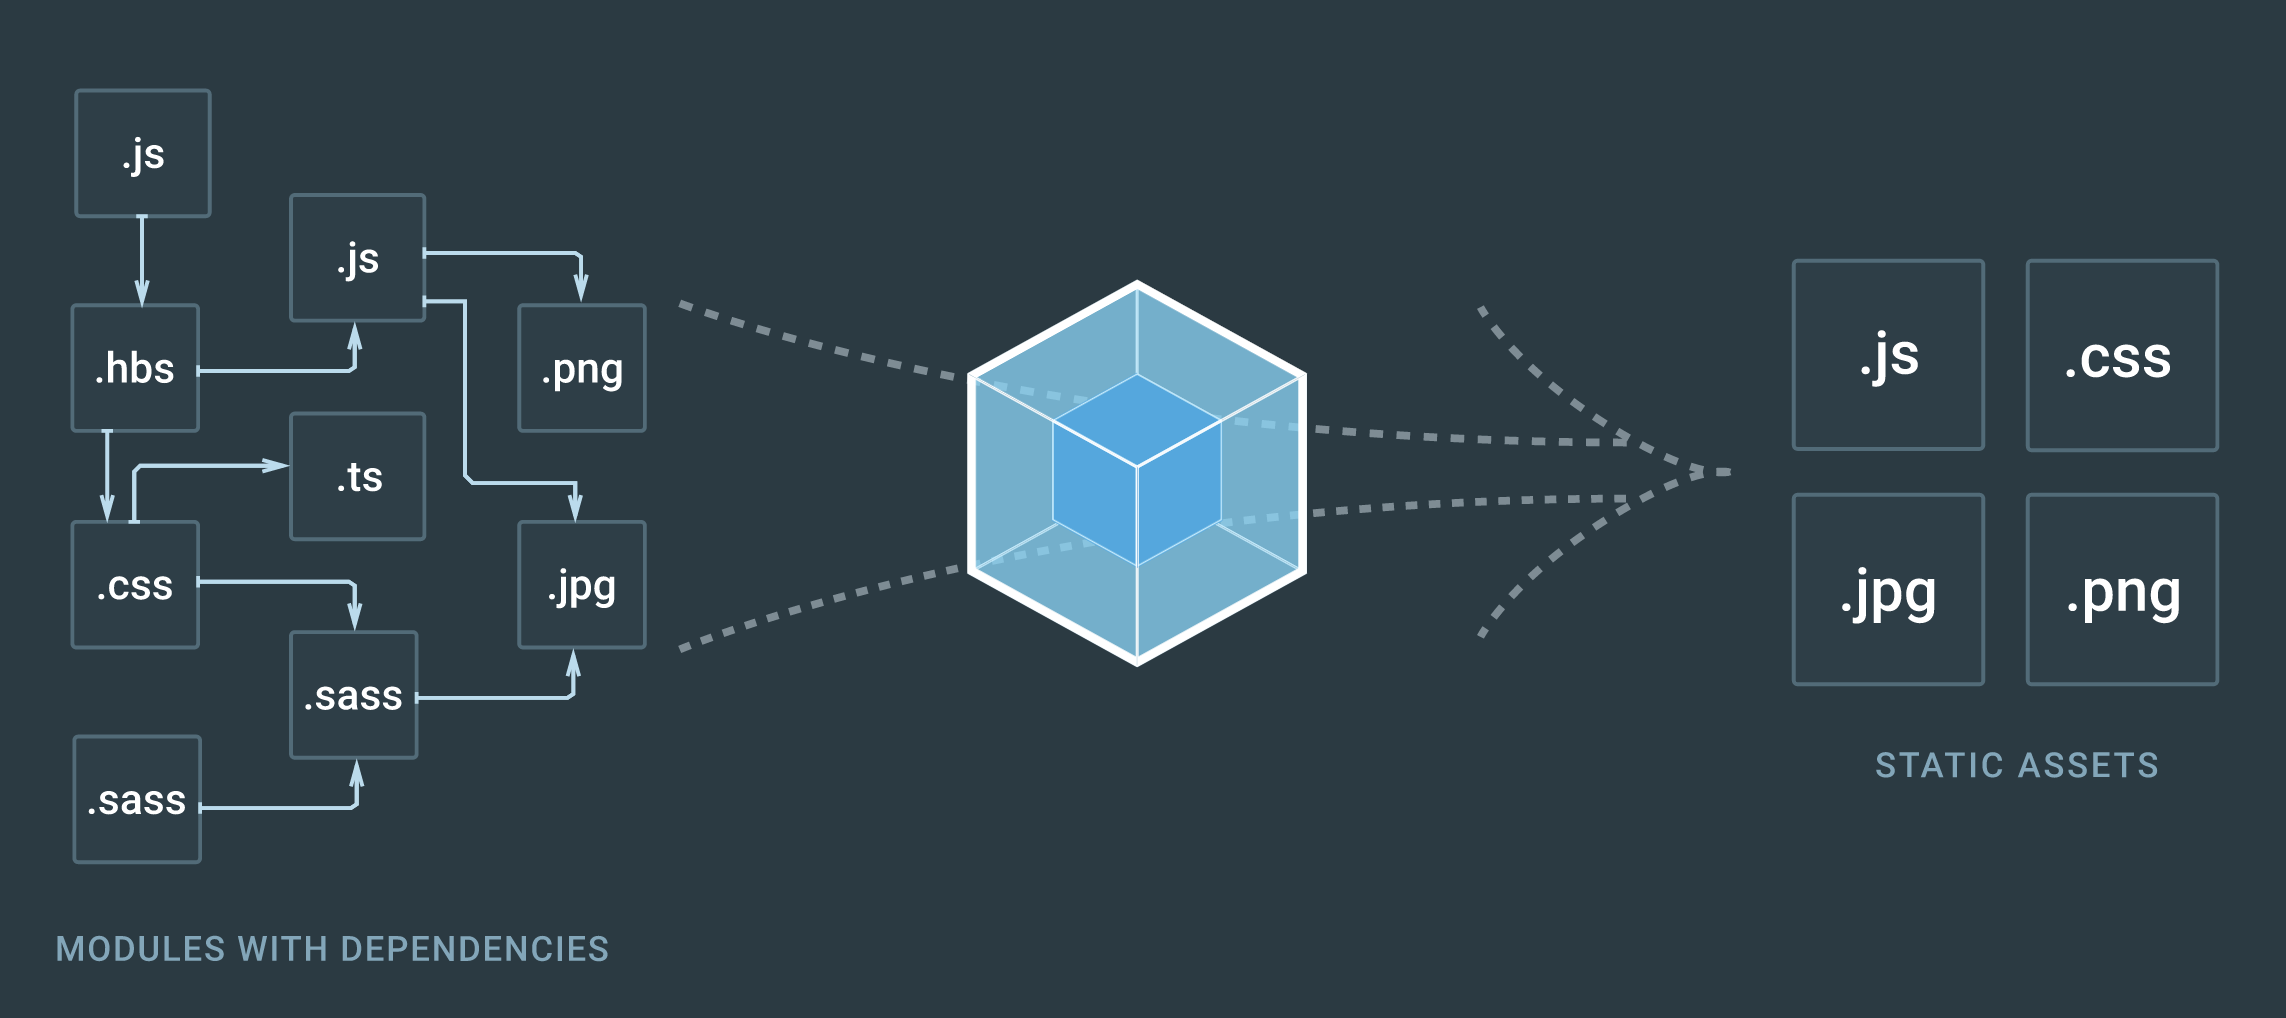 .js
.js
.hbs
.png
.ts
.css
.jpg
.sass
.sass
MODULES WITH DEPENDENCIES
.js
.css
.jpg
.png
STATIC ASSETS